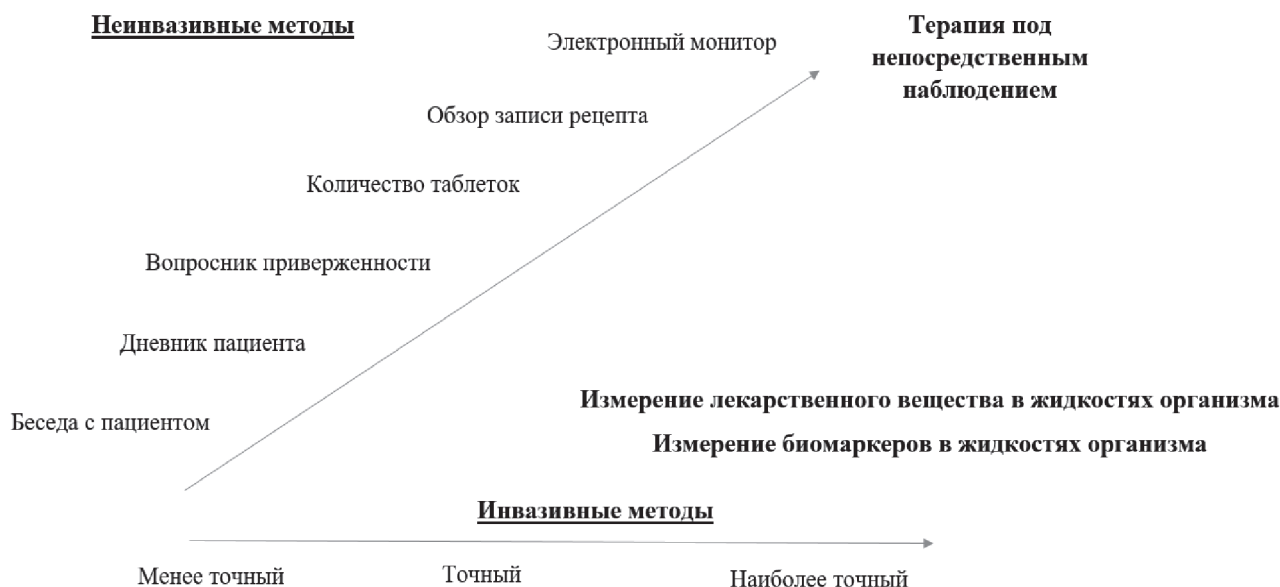 Неинвазивные методы
Электронный монитор
Терапия под
непосредственным
наблюдением
Обзор записи рецепта
Количество таблеток
Вопросник приверженности
Дневник пациента
Беседа с пациентом
Измерение лекарственного вещества в жидкостях организма
Измерение биомаркеров в жидкостях организма
Инвазивные методы
Менее точный
Точный
Наиболее точный